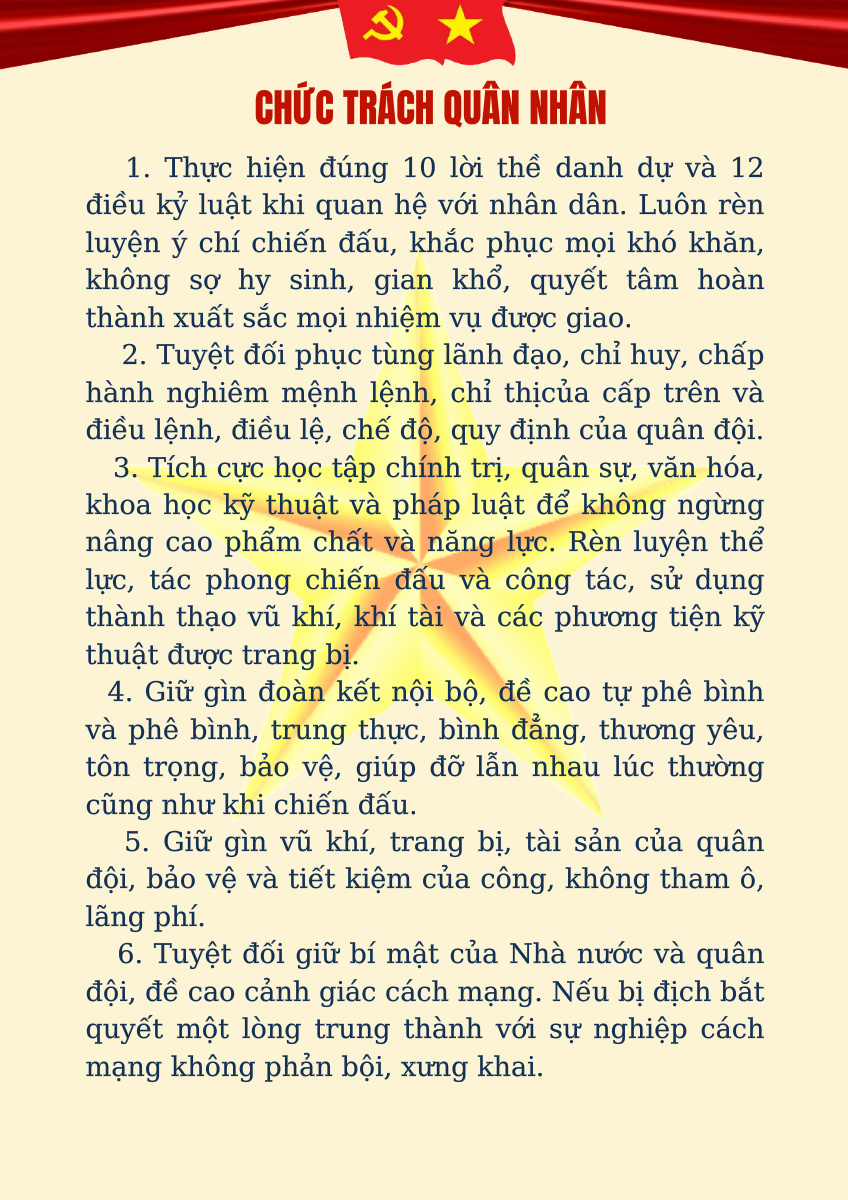 CHỨC TRÁCH QUÂN NHÂN
1. Thực hiện đúng 10 lời thề danh dự và 12
điều kỷ luật khi quan hệ với nhân dân. Luôn rèn
luyện ý chí chiến đấu, khắc phục mọi khó khăn,
không sợ hy sinh, gian khổ, quyết tâm hoàn
thành xuất sắc mọi nhiệm vụ được giao.
2. Tuyệt đối phục tùng lãnh đạo, chỉ huy, chấp
hành nghiêm mệnh lệnh, chỉ thịcủa cấp trên và
điều lệnh, điều lệ, chế độ, quy định của quân đội.
3. Tích cực học tập chính trị, quân sự, văn hóa,
khoa học kỹ thuật và pháp luật để không ngừng
nâng cao phẩm chất và năng lực. Rèn luyện thể
lực, tác phong chiến đấu và công tác, sử dụng
thành thạo vũ khí, khí tài và các phương tiện kỹ
thuật được trang bị.
4. Giữ gìn đoàn kết nội bộ, đề cao tự phê bình
và phê bình, trung thực, bình đẳng, thương yêu,
tôn trọng, bảo vệ, giúp đỡ lẫn nhau lúc thường
cũng như khi chiến đấu.
5. Giữ gìn vũ khí, trang bị, tài sản của quân
đội, bảo vệ và tiết kiệm của công, không tham ô,
lãng phí.
6. Tuyệt đối giữ bí mật của Nhà nước và quân
đội, đề cao cảnh giác cách mạng. Nếu bị địch bắt
quyết một lòng trung thành với sự nghiệp cách
mạng không phản bội, xưng khai.